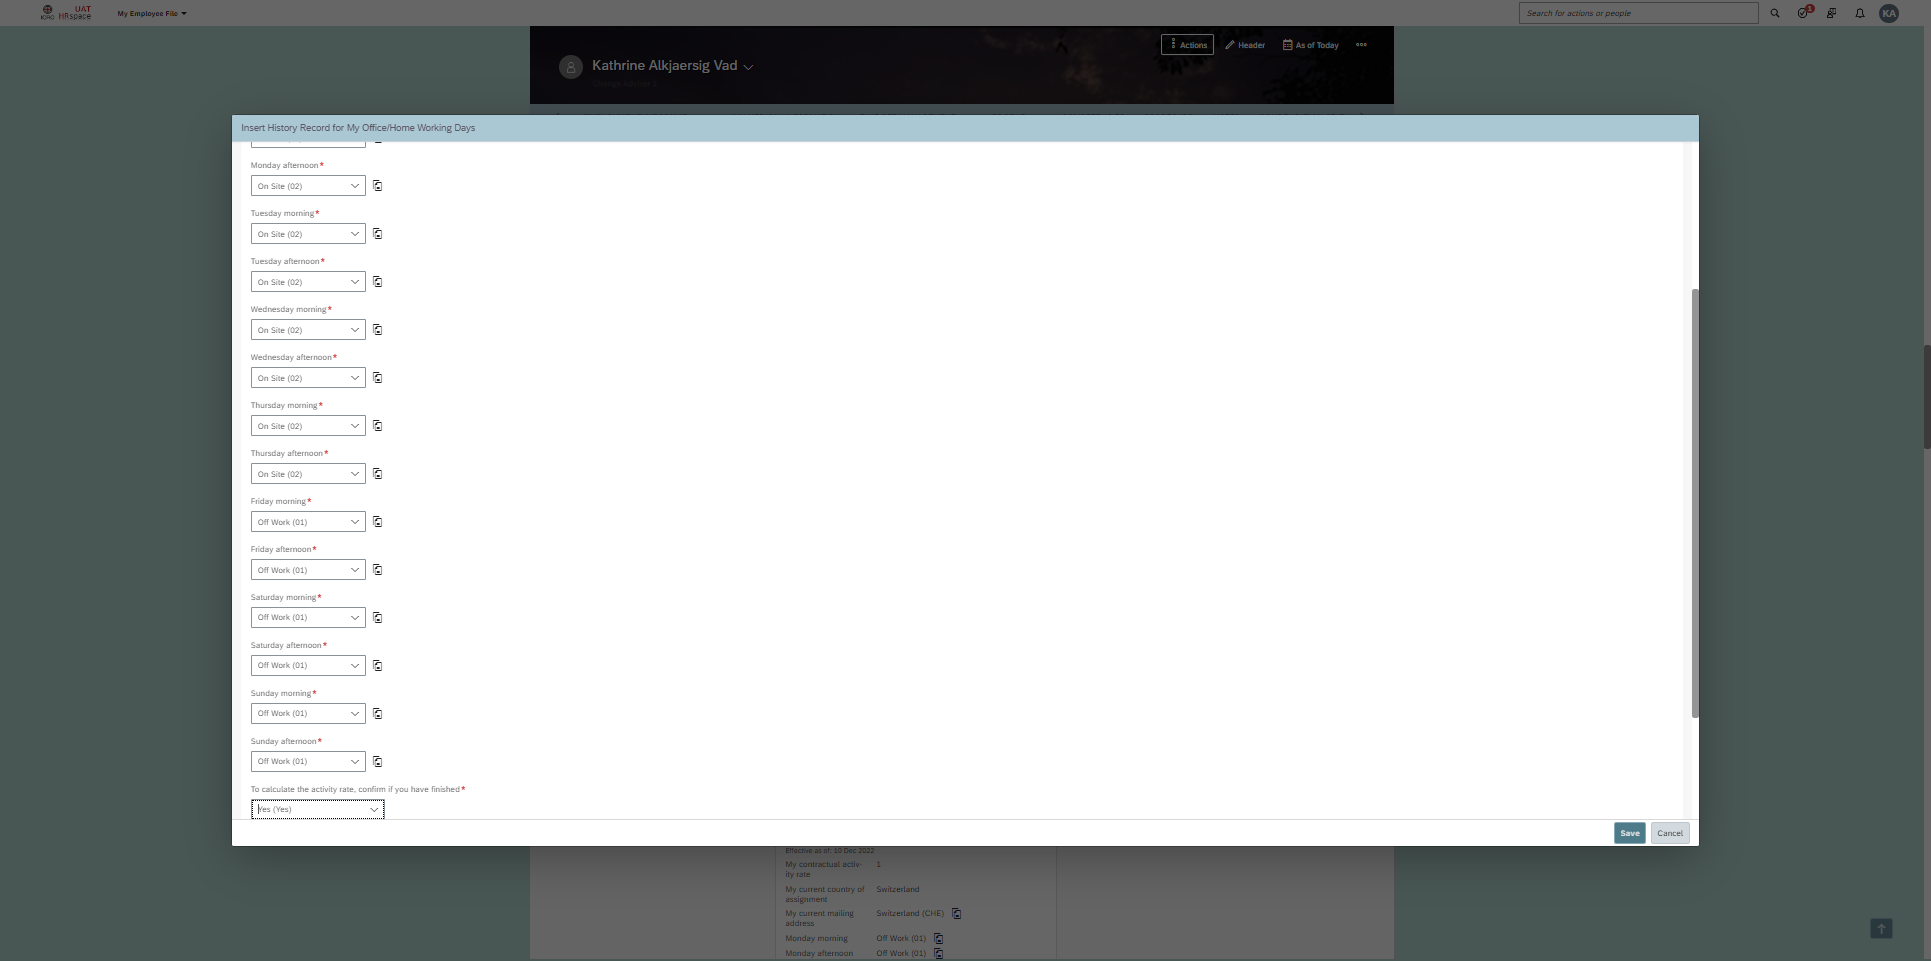 UAT
ICRC HRspace
My Employee File
Search for actions or people
1
KA
Actions
Header
As of Today
Kathrine Alkjaersig Vad
Insert History Record for My Office/Home Working Days
Monday afternoon*
On Site (02)
Tuesday morning*
On Site (02)
Tuesday afternoon*
On Site (02)
Wednesday morning*
On Site (02)
Wednesday afternoon*
On Site (02)
Thursday morning*
On Site (02)
Thursday afternoon*
On Site (02)
Friday morning*
Off Work (01)
Friday afternoon*
Off Work (01)
Saturday morning*
Off Work (01)
Saturday afternoon*
Off Work (01)
Sunday morning*
Off Work (01)
Sunday afternoon*
Off Work (01)
To calculate the activity rate, confirm if you have finished*
Yes (Yes)
Save
Cancel
Effective as of: 10 Dec 2022
My contractual activ-
ity rate
1
My current country of
assignment
Switzerland
My current mailing
address
Switzerland (CHE)
Monday morning
Off Work (01)
Monday afternoon
Off Work (01)